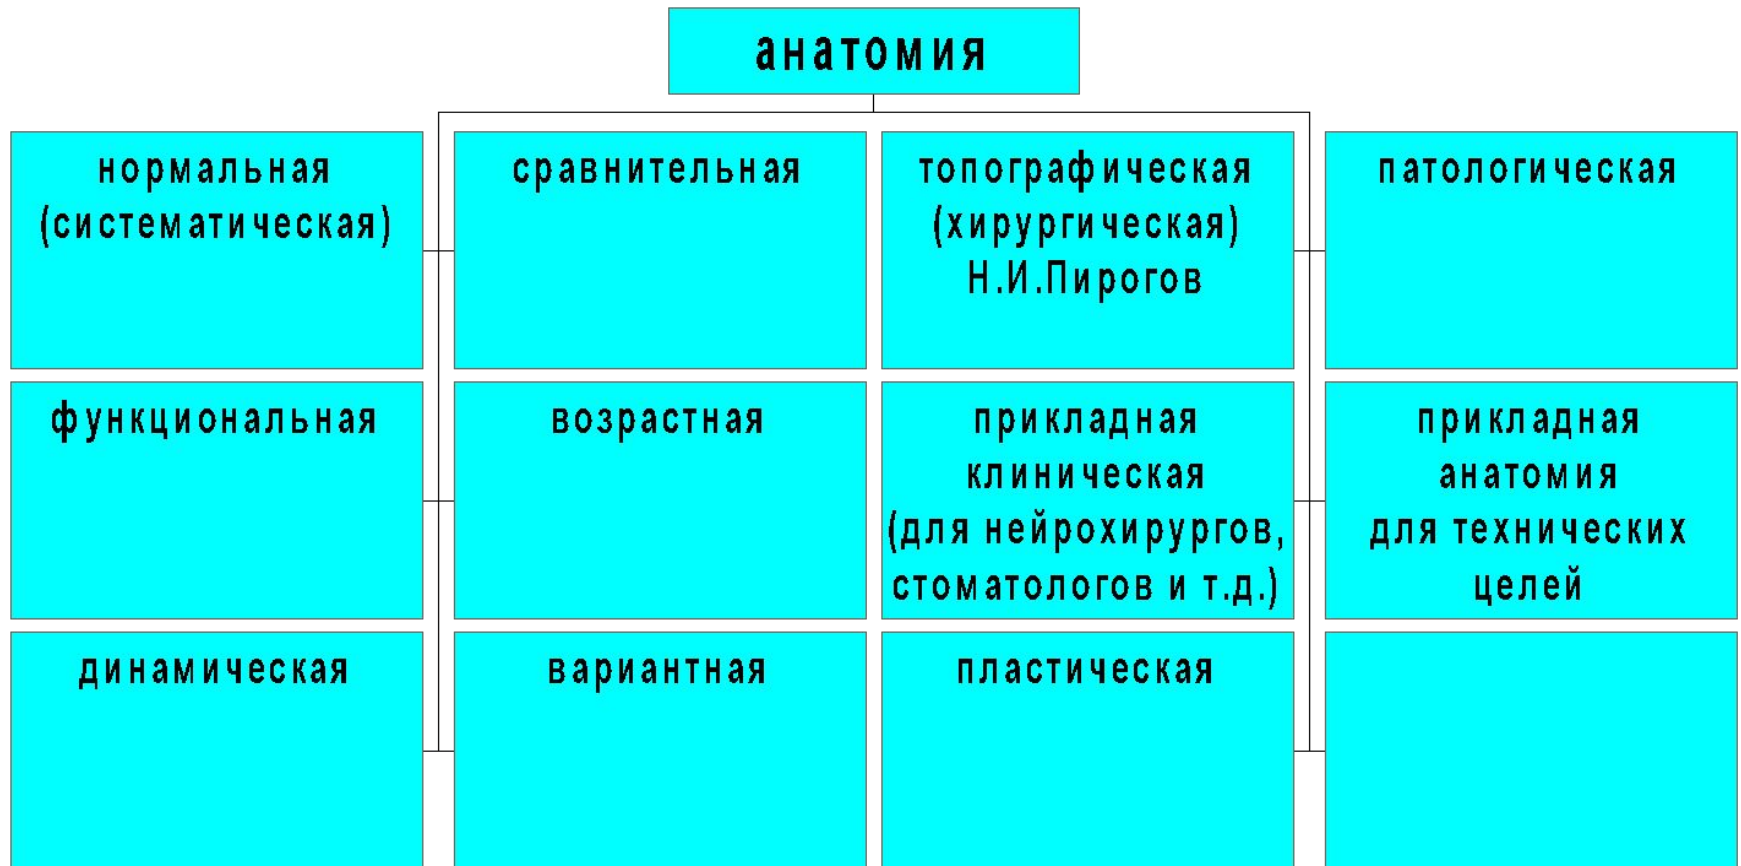 анатомия
нормальная
(систематическая)
сравнительная
топографическая
(хирургическая)
Н.И.Пирогов
патологическая
функциональная
возрастная
прикладная
клиническая
(для нейрохирургов,
стоматологов и т.д.)
прикладная
анатомия
для технических
целей
динамическая
вариантная
пластическая